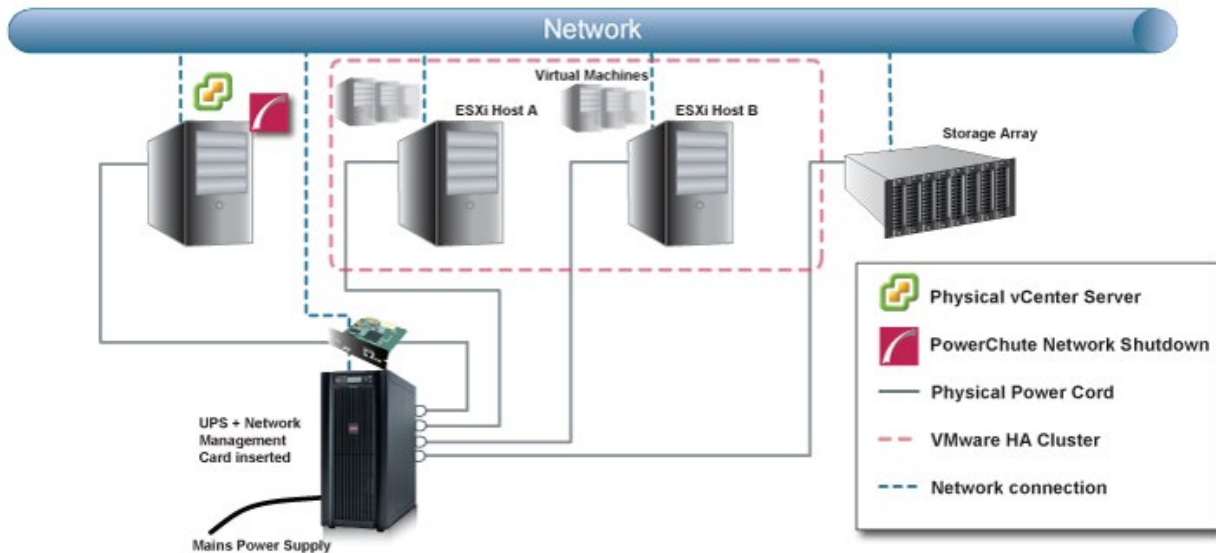 Network
Virtual Machines
ESXi Host A
ESXi Host B
Storage Array
UPS + Network
Management
Card inserted
Mains Power Supply
Physical vCenter Server
PowerChute Network Shutdown
Physical Power Cord
VMware HA Cluster
Network connection